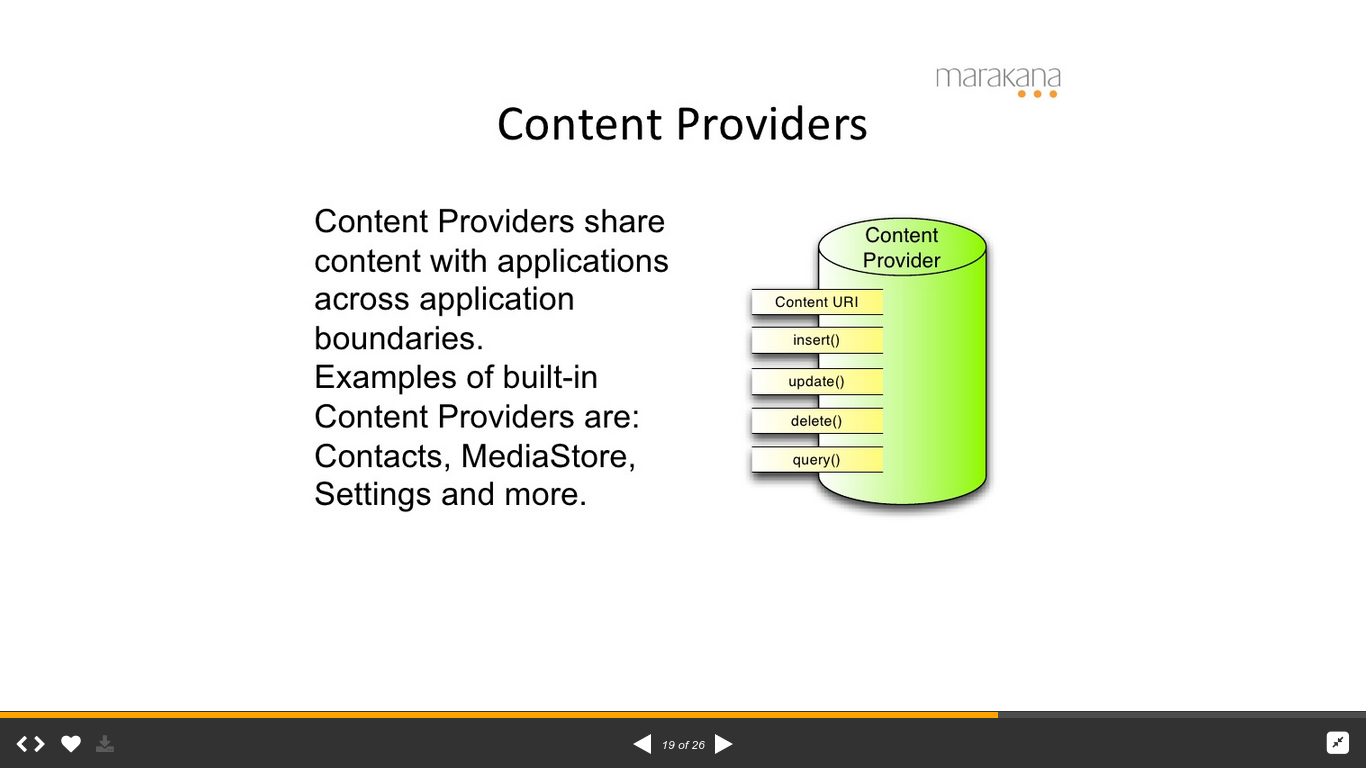 marakana
Content Providers
Content Providers share
content with applications
across application
boundaries.
Examples of built-in
Content Providers are:
Contacts, MediaStore,
Settings and more.
Content
Provider
Content URI
insert()
update()
delete()
query()
19 of 26